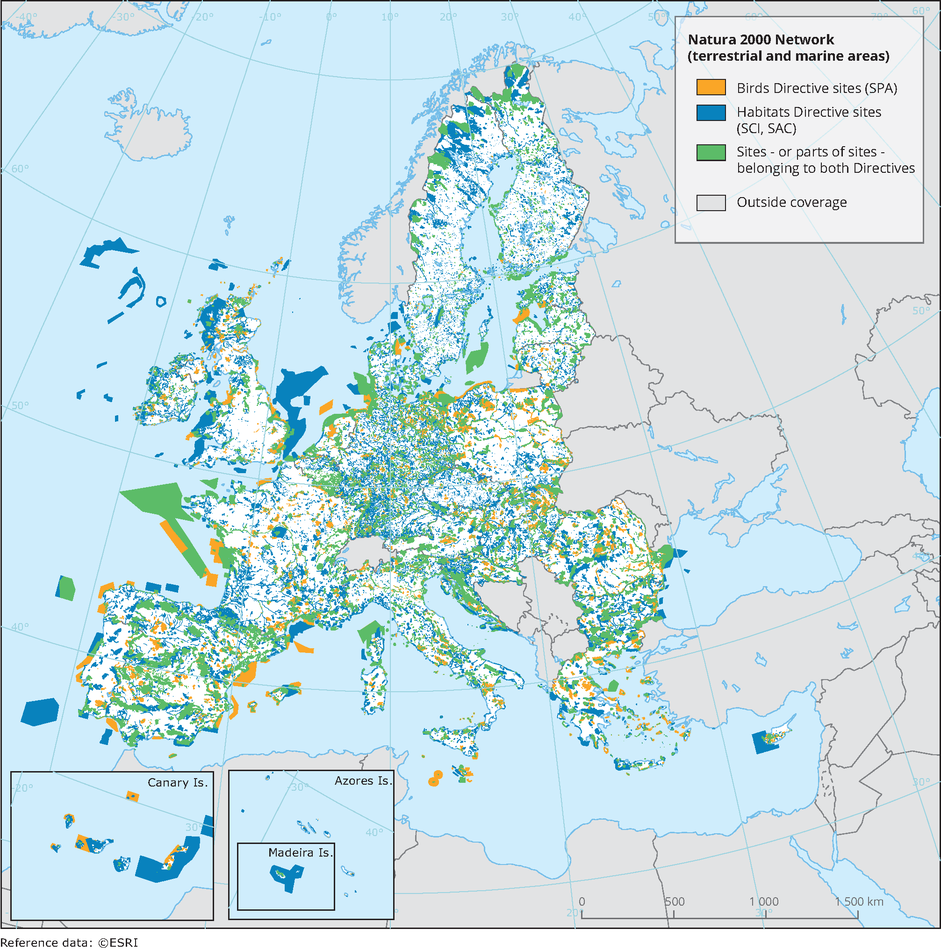 -40°
-30°
-20°
-10°
0°
10°
20°
30°
40°
50°
60°
Natura 2000 Network
(terrestrial and marine areas)
Birds Directive sites (SPA)
Habitats Directive sites
(SCI, SAC)
Sites - or parts of sites -
belonging to both Directives
Outside coverage
60°
50°
50°
40°
Canary Is.
-20°
30°
Azores Is.
-30°
40°
Madeira Is.
10°
20°
30°
30°
0 500 1 000 1 500 km
Reference data: ©ESRI